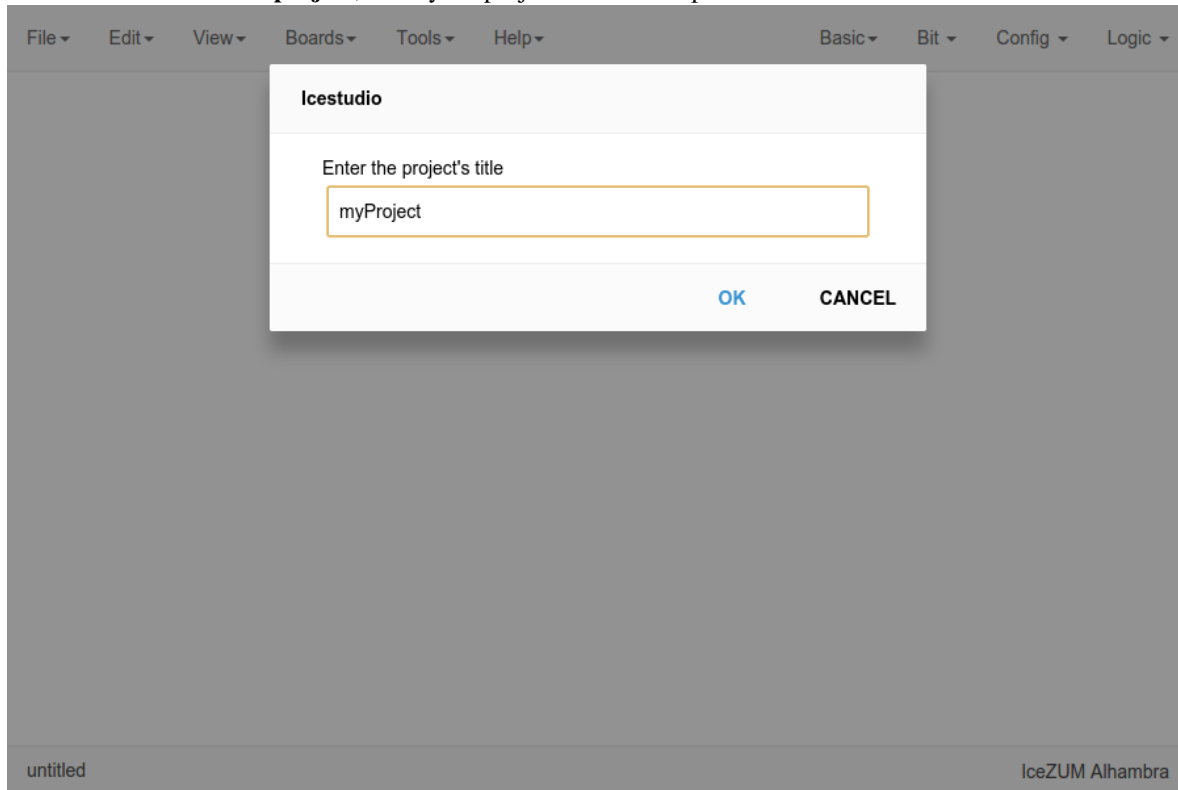 project,
File Edit View Boards Tools Help Basic Bit Config Logic
Icestudio
Enter the project's title
myProject
OK CANCEL
untitled IceZUM Alhambra